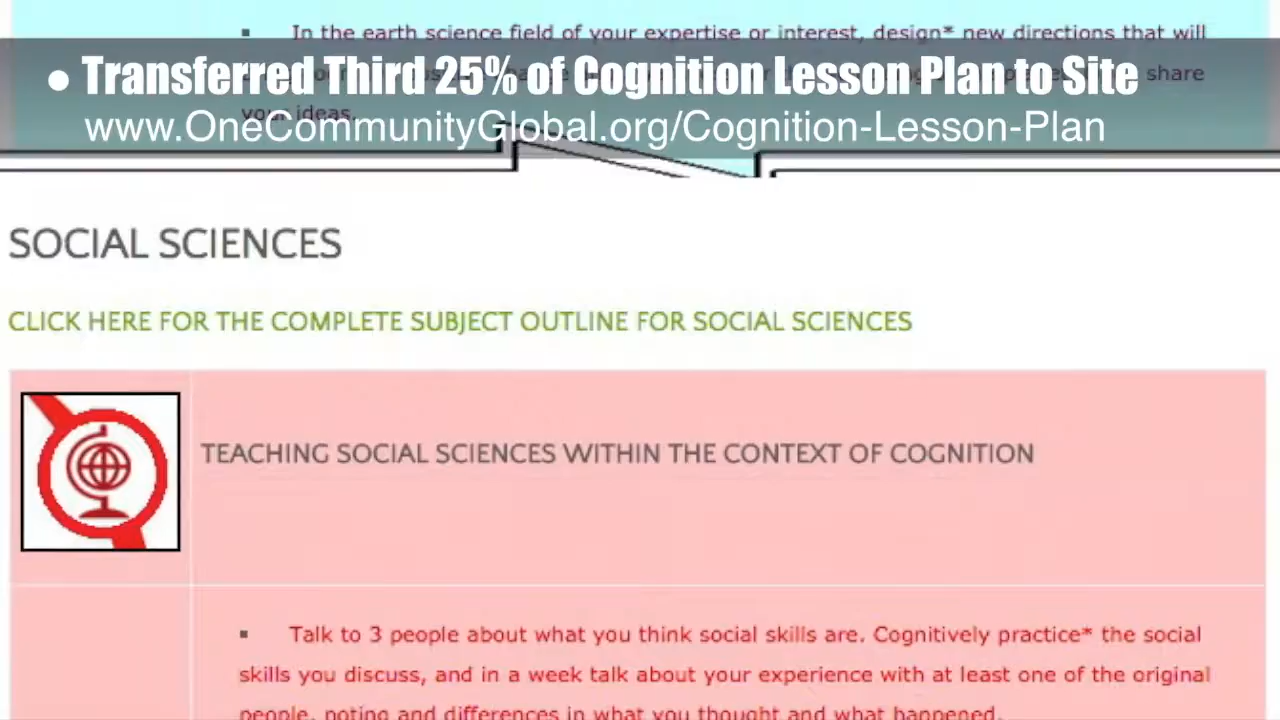 In the earth science field of your expertise or interest, design* new directions that will
• Transferred Third 25% of Cognition Lesson Plan to Site
share
your ideas.
www.OneCommunityGlobal.org/Cognition-Lesson-Plan
SOCIAL SCIENCES
CLICK HERE FOR THE COMPLETE SUBJECT OUTLINE FOR SOCIAL SCIENCES
TEACHING SOCIAL SCIENCES WITHIN THE CONTEXT OF COGNITION
▪ Talk to 3 people about what you think social skills are. Cognitively practice* the social
skills you discuss, and in a week talk about your experience with at least one of the original
people, noting and differences in what you thought and what happened.